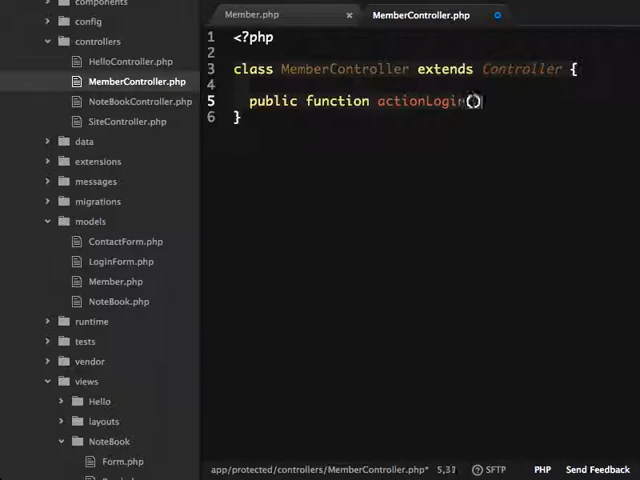 components
config
controllers
HelloController.php
MemberController.php
NoteBookController.php
SiteController.php
data
extensions
messages
migrations
models
ContactForm.php
LoginForm.php
Member.php
NoteBook.php
runtime
tests
vendor
views
Hello
layouts
NoteBook
Form.php
Member.php
MemberController.php
1 <?php
2
3 class MemberController extends Controller {
4
5 public function actionLogin()
6 }
app/protected/controllers/MemberController.php* 5,31 SFTP PHP Send Feedback